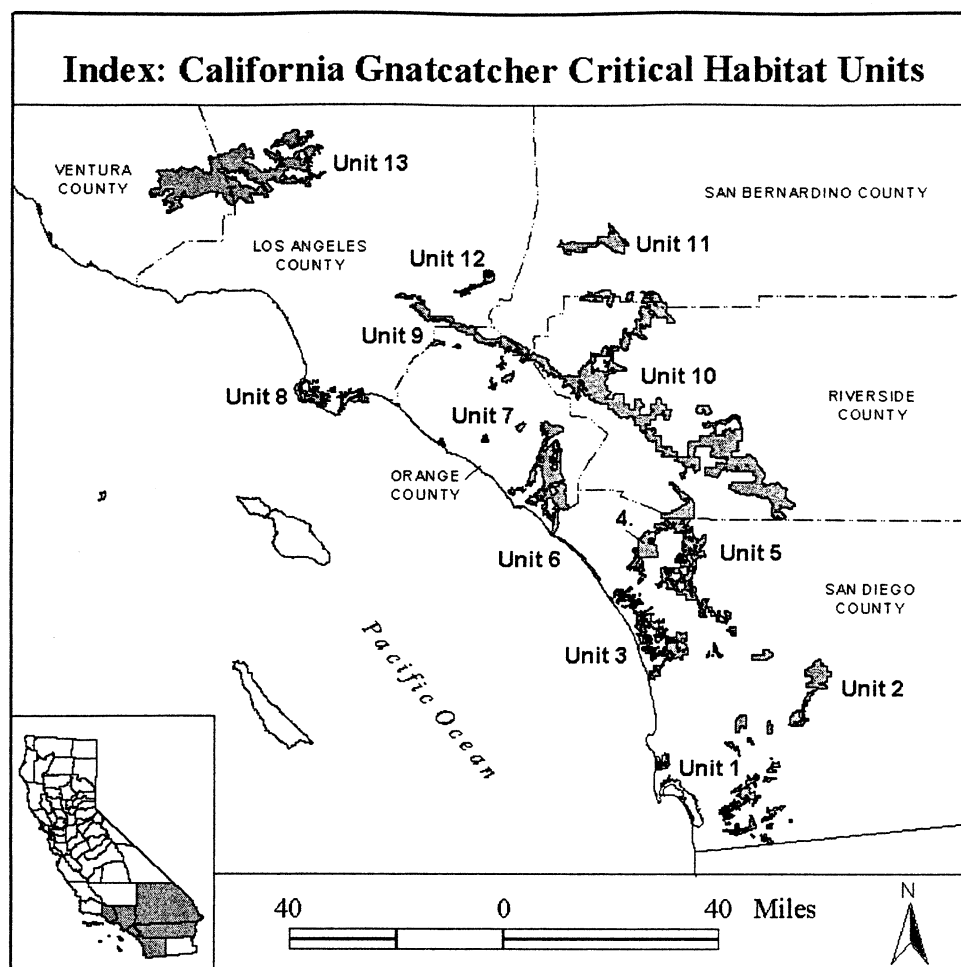 Index: California Gnatcatcher Critical Habitat Units
VENTURA
COUNTY
Unit 13
SAN BERNARDINO COUNTY
LOS ANGELES
COUNTY
Unit 12
Unit 11
Unit 9
Unit 8
Unit 10
Unit 7
RIVERSIDE
COUNTY
ORANGE
COUNTY
4.
Unit 6
Unit 5
SAN DIEGO
COUNTY
Unit 3
Unit 2
Pacific Ocean
Unit 1
40 0 40 Miles
N